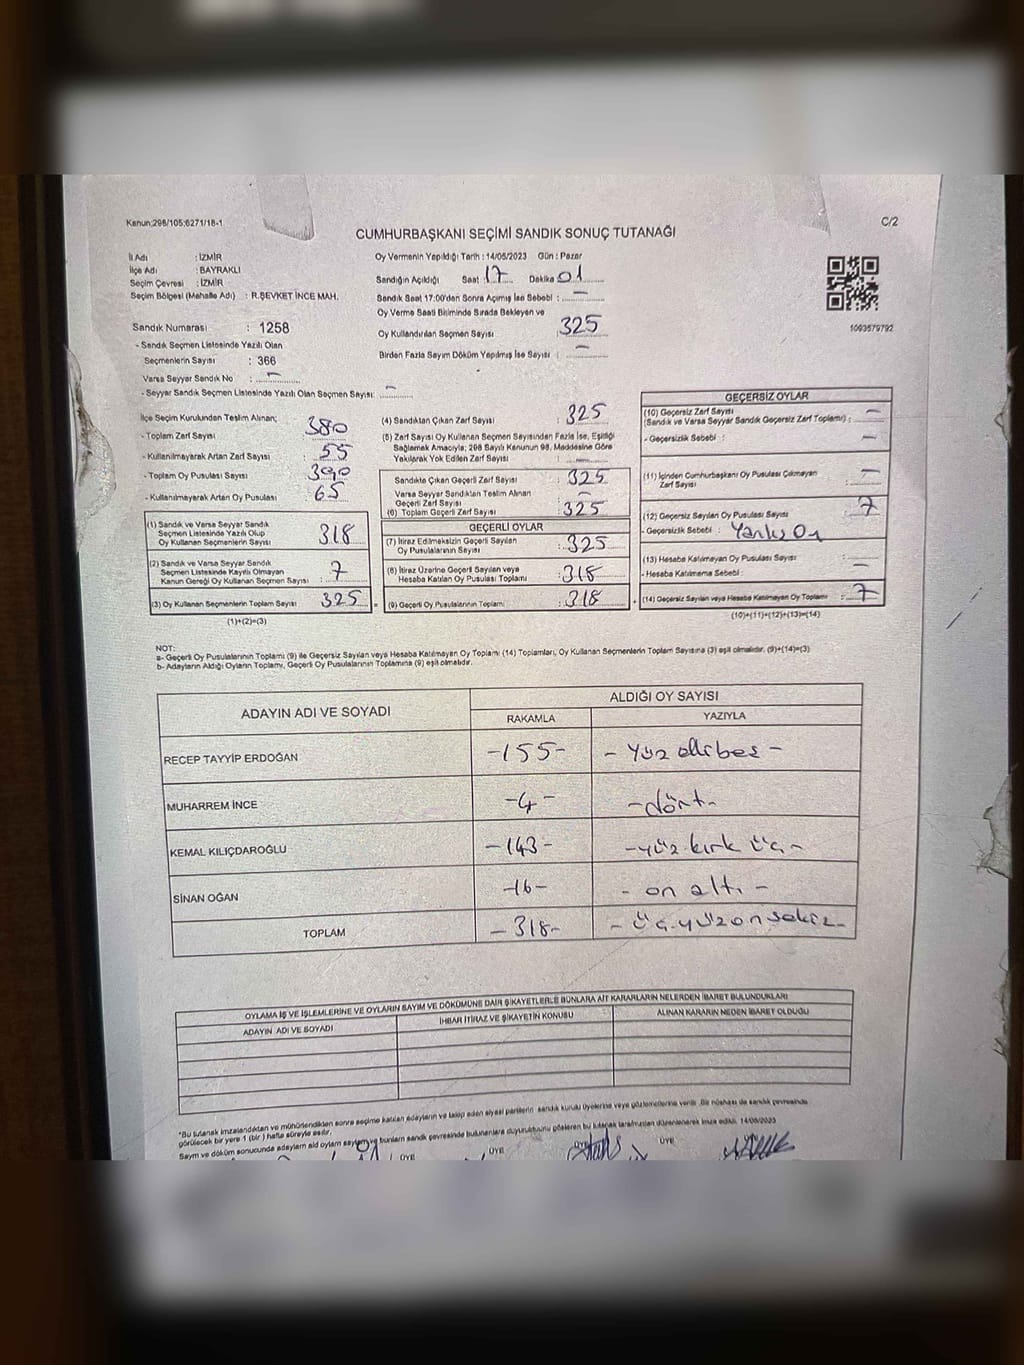 Kanun:298/105;6271/18-1
C/2
CUMHURBAŞKANI SEÇİMİ SANDIK SONUÇ TUTANAĞI
İl Adı : İZMİR
İlçe Adı : BAYRAKLI
Seçim Çevresi : İZMİR
Seçim Bölgesi (Mahalle Adı) : R.ŞEVKET İNCE MAH.
Sandık Numarası : 1258
- Sandık Seçmen Listesinde Yazılı Olan
Seçmenlerin Sayısı : 366
Varsa Seyyar Sandık No : -
- Seyyar Sandık Seçmen Listesinde Yazılı Olan Seçmen Sayısı: -
Oy Vermenin Yapıldığı Tarih : 14/05/2023 Gün : Pazar
Sandığın Açıldığı Saat 17 Dakika 01
Sandık Saat 17:00'den Sonra Açılmış İse Sebebi : -
Oy Verme Saati Bitiminde Sırada Bekleyen ve
Oy Kullandırılan Seçmen Sayısı : 325
Birden Fazla Sayım Döküm Yapılmış İse Sayısı : -
1093579792
İlçe Seçim Kurulundan Teslim Alınan;
- Toplam Zarf Sayısı : 380
- Kullanılmayarak Artan Zarf Sayısı : 55
- Toplam Oy Pusulası Sayısı : 390
- Kullanılmayarak Artan Oy Pusulası : 65
(1) Sandık ve Varsa Seyyar Sandık
Seçmen Listesinde Yazılı Olup
Oy Kullanan Seçmenlerin Sayısı : 318
(2) Sandık ve Varsa Seyyar Sandık
Seçmen Listesinde Kayıtlı Olmayan
Kanun Gereği Oy Kullanan Seçmen Sayısı : 7
(3) Oy Kullanan Seçmenlerin Toplam Sayısı : 325
(1)+(2)=(3)
(4) Sandıktan Çıkan Zarf Sayısı : 325
(5) Zarf Sayısı Oy Kullanan Seçmen Sayısından Fazla İse, Eşitliği
Sağlamak Amacıyla; 298 Sayılı Kanunun 98. Maddesine Göre
Yakılarak Yok Edilen Zarf Sayısı : -
Sandıkta Çıkan Geçerli Zarf Sayısı : 325
Varsa Seyyar Sandıktan Teslim Alınan
Geçerli Zarf Sayısı : -
(6) Toplam Geçerli Zarf Sayısı : 325
GEÇERLİ OYLAR
(7) İtiraz Edilmeksizin Geçerli Sayılan
Oy Pusulalarının Sayısı : 325
(8) İtiraz Üzerine Geçerli Sayılan veya
Hesaba Katılan Oy Pusulası Toplamı : 318
(9) Geçerli Oy Pusulalarının Toplamı : 318
GEÇERSİZ OYLAR
(10) Geçersiz Zarf Sayısı
(Sandık ve Varsa Seyyar Sandık Geçersiz Zarf Toplamı) : -
- Geçersizlik Sebebi : -
(11) İçinden Cumhurbaşkanı Oy Pusulası Çıkmayan
Zarf Sayısı : -
(12) Geçersiz Sayılan Oy Pusulası Sayısı : 7
- Geçersizlik Sebebi :
(13) Hesaba Katılmayan Oy Pusulası Sayısı :
- Hesaba Katılmama Sebebi : -
(14) Geçersiz Sayılan veya Hesaba Katılmayan Oy Toplamı : 7
(10)+(11)+(12)+(13)=(14)
NOT:
a- Geçerli Oy Pusulalarının Toplamı (9) ile Geçersiz Sayılan veya Hesaba Katılmayan Oy Toplamı (14) Toplamları, Oy Kullanan Seçmenlerin Toplam Sayısına (3) eşit olmalıdır. (9)+(14)=(3)
b- Adayların Aldığı Oyların Toplamı, Geçerli Oy Pusulalarının Toplamına (9) eşit olmalıdır.
ADAYIN ADI VE SOYADI
ALDIĞI OY SAYISI
RAKAMLA YAZIYLA
RECEP TAYYİP ERDOĞAN -155- - Yüz elli beş -
MUHARREM İNCE -4- -dört-
KEMAL KILIÇDAROĞLU -143- -yüz kırk üç-
SİNAN OĞAN -16- - on altı -
TOPLAM -318- - üç yüz on sekiz-
OYLAMA İŞ VE İŞLEMLERİNE VE OYLARIN SAYIM VE DÖKÜMÜNE DAİR ŞİKAYETLERLE BUNLARA AİT KARARLARIN NELERDEN İBARET BULUNDUKLARI
ADAYIN ADI VE SOYADI İHBAR İTİRAZ VE ŞİKAYETİN KONUSU ALINAN KARARIN NEDEN İBARET OLDUĞU
*Bu tutanak imzalandıktan ve mühürlendikten sonra seçime katılan adayların ve takip eden siyasi partilerin sandık kurulu üyelerine veya gözlemcilerine verilir. Bir nüshası da sandık çevresinde
görülecek bir yere 1 (bir) hafta süreyle asılır.
Sayım ve döküm sonucunda adayların ald oyların sayısı ve bunların sandık çevresinde bulunanlara duyurulduğunu gösteren bu tutanak tarafımızdan düzenlenerek imza edildi. 14/05/2023
ÜYE ÜYE ÜYE ÜYE